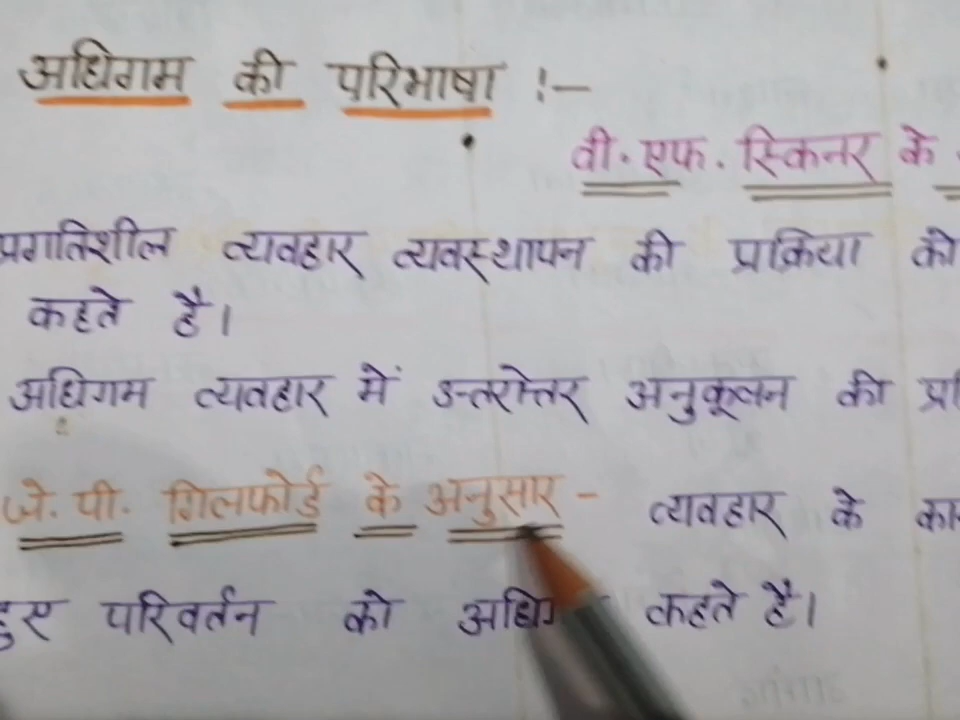 अधिगम की परिभाषा :-
वी. एफ. स्किनर के
प्रगतिशील व्यवहार व्यवस्थापन की प्रक्रिया को
कहते है।
अधिगम व्यवहार में उत्तरोत्तर अनुकूलन की
जे. पी. गिलफोर्ड के अनुसार - व्यवहार के
हुए परिवर्तन को कहते है।